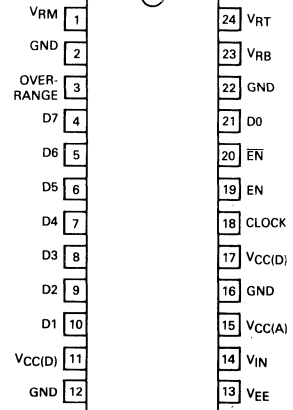 VRM 1 24 VRT
GND 2 23 VRB
OVER-
RANGE 3 22 GND
D7 4 21 D0
D6 5 20 E̅N̅
D5 6 19 EN
D4 7 18 CLOCK
D3 8 17 VCC(D)
D2 9 16 GND
D1 10 15 VCC(A)
VCC(D) 11 14 VIN
GND 12 13 VEE